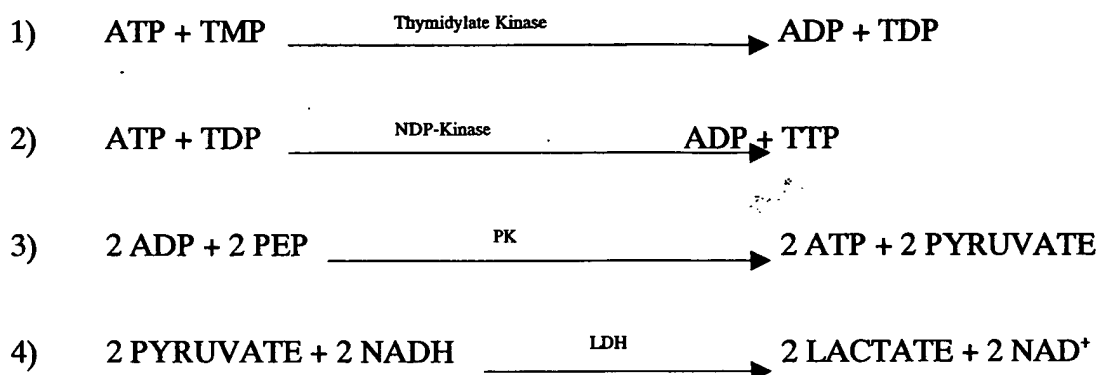 1) ATP + TMP Thymidylate Kinase ADP + TDP
2) ATP + TDP NDP-Kinase ADP + TTP
3) 2 ADP + 2 PEP PK 2 ATP + 2 PYRUVATE
4) 2 PYRUVATE + 2 NADH LDH 2 LACTATE + 2 NAD⁺